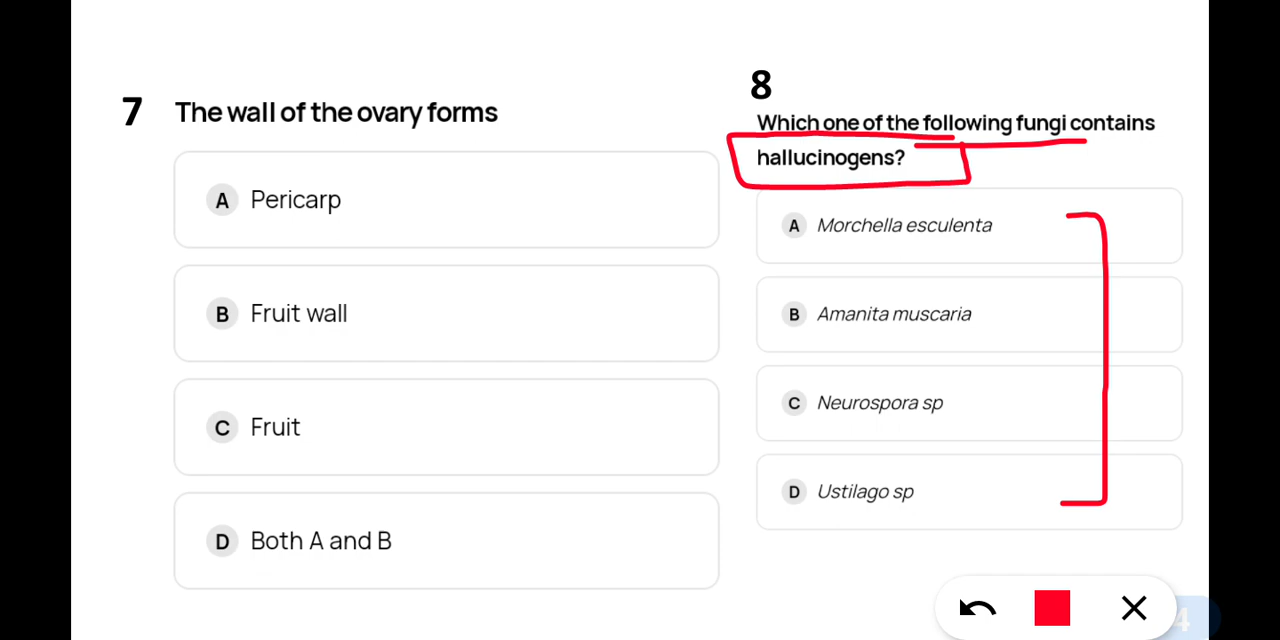 7 The wall of the ovary forms
A Pericarp
B Fruit wall
C Fruit
D Both A and B
8
Which one of the following fungi contains
hallucinogens?
A Morchella esculenta
B Amanita muscaria
C Neurospora sp
D Ustilago sp
4